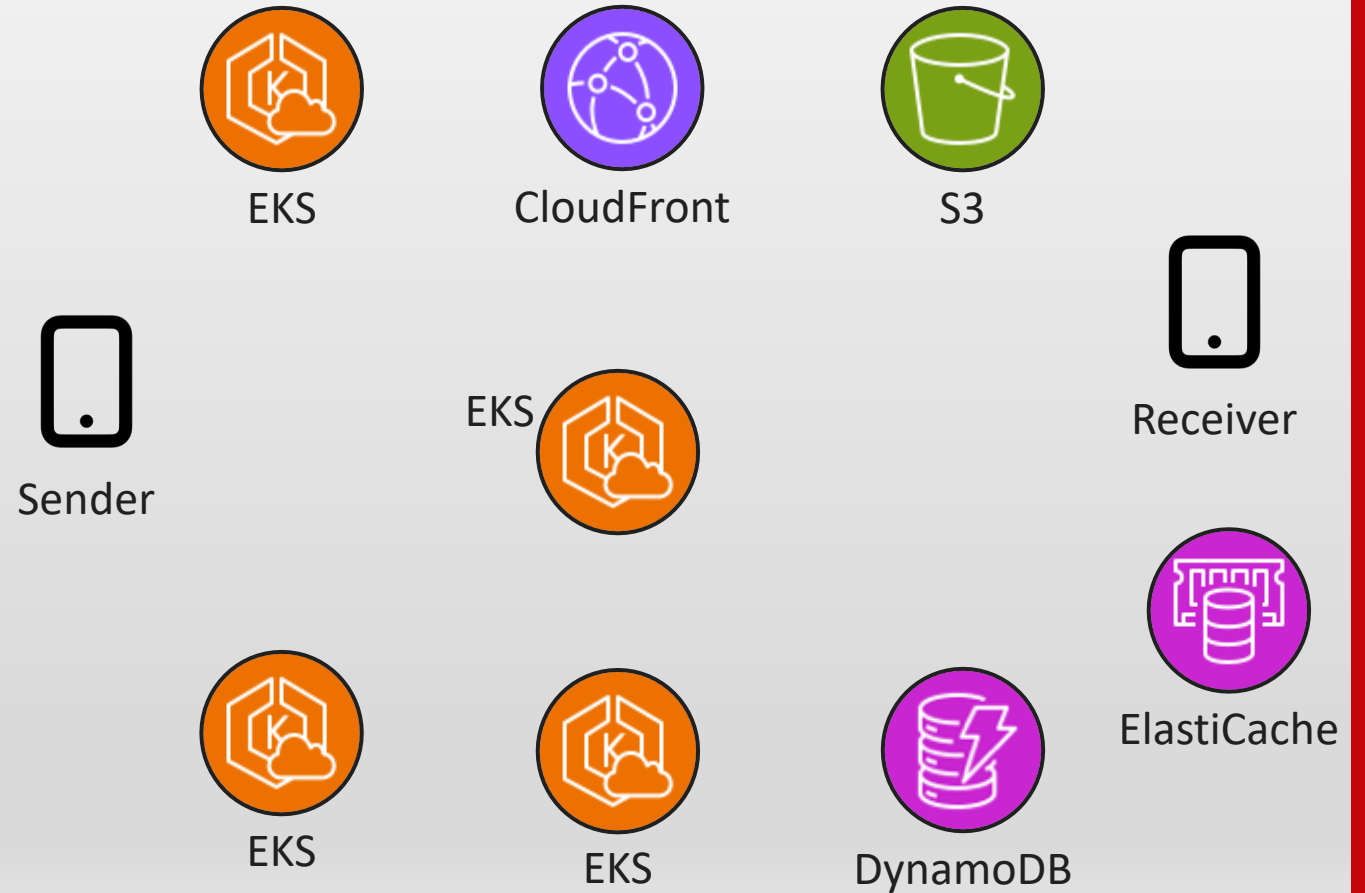 EKS
CloudFront
S3
Sender
EKS
Receiver
ElastiCache
EKS
EKS
DynamoDB